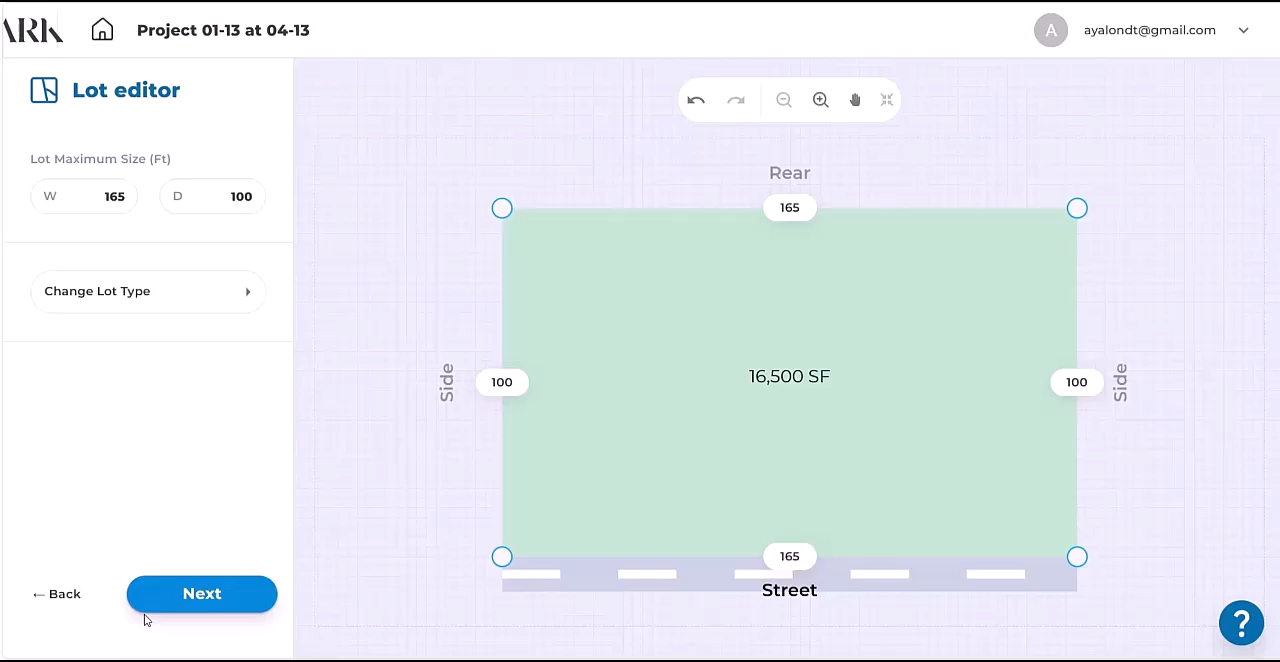 ARK
Project 01-13 at 04-13
A
ayalondt@gmail.com
Lot editor
Lot Maximum Size (Ft)
W 165
D 100
Change Lot Type
← Back
Next
Rear
165
Side
100
16,500 SF
100
Side
165
Street
?